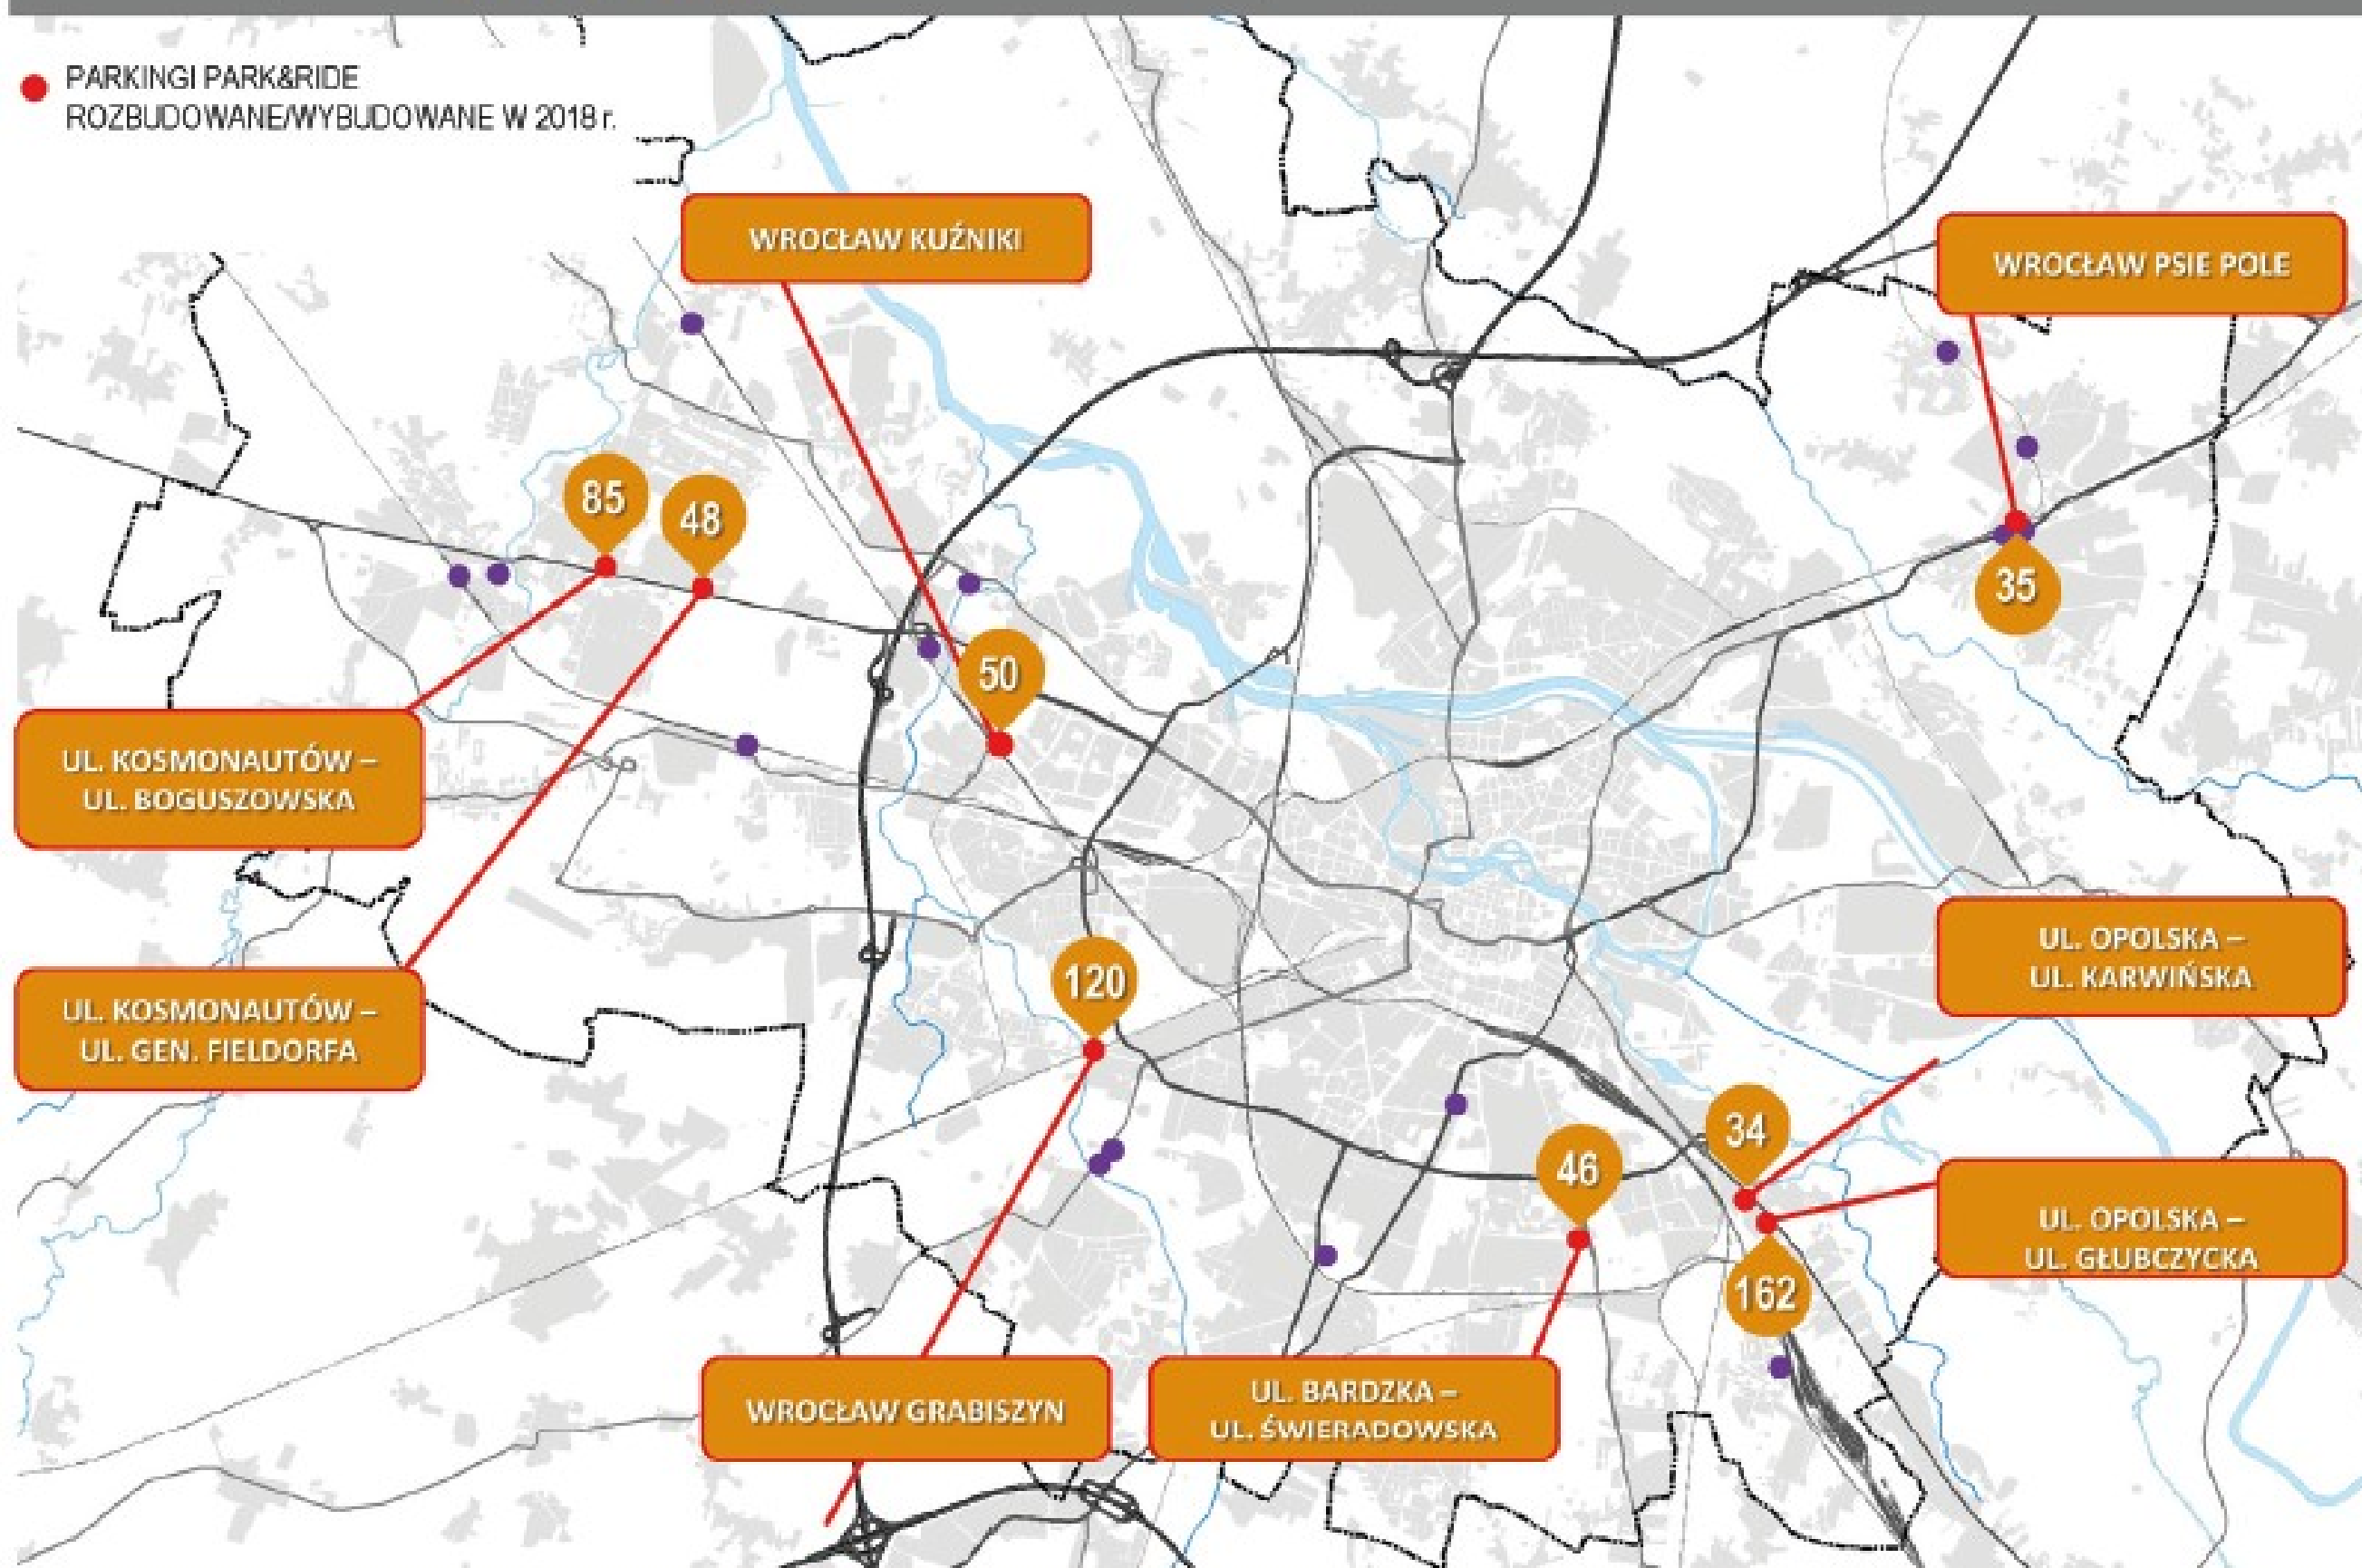 PARKINGI PARK&RIDE
ROZBUDOWANE/WYBUDOWANE W 2018 r.
WROCŁAW KUŹNIKI
WROCŁAW PSIE POLE
85
48
35
50
UL. KOSMONAUTÓW –
UL. BOGUSZOWSKA
UL. OPOLSKA –
UL. KARWIŃSKA
120
UL. KOSMONAUTÓW –
UL. GEN. FIELDORFA
34
46
UL. OPOLSKA –
UL. GŁUBCZYCKA
162
WROCŁAW GRABISZYN
UL. BARDZKA –
UL. ŚWIERADOWSKA